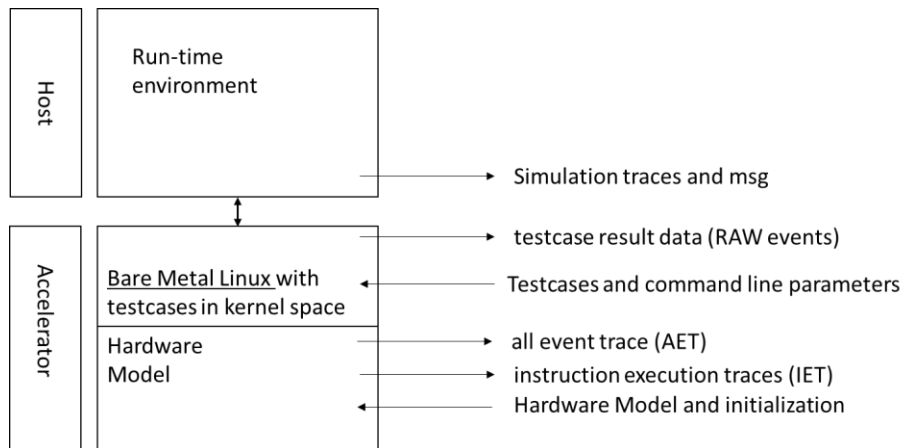 Host
Run-time
environment
Simulation traces and msg
Accelerator
Bare Metal Linux with
testcases in kernel space
testcase result data (RAW events)
Testcases and command line parameters
Hardware
Model
all event trace (AET)
instruction execution traces (IET)
Hardware Model and initialization